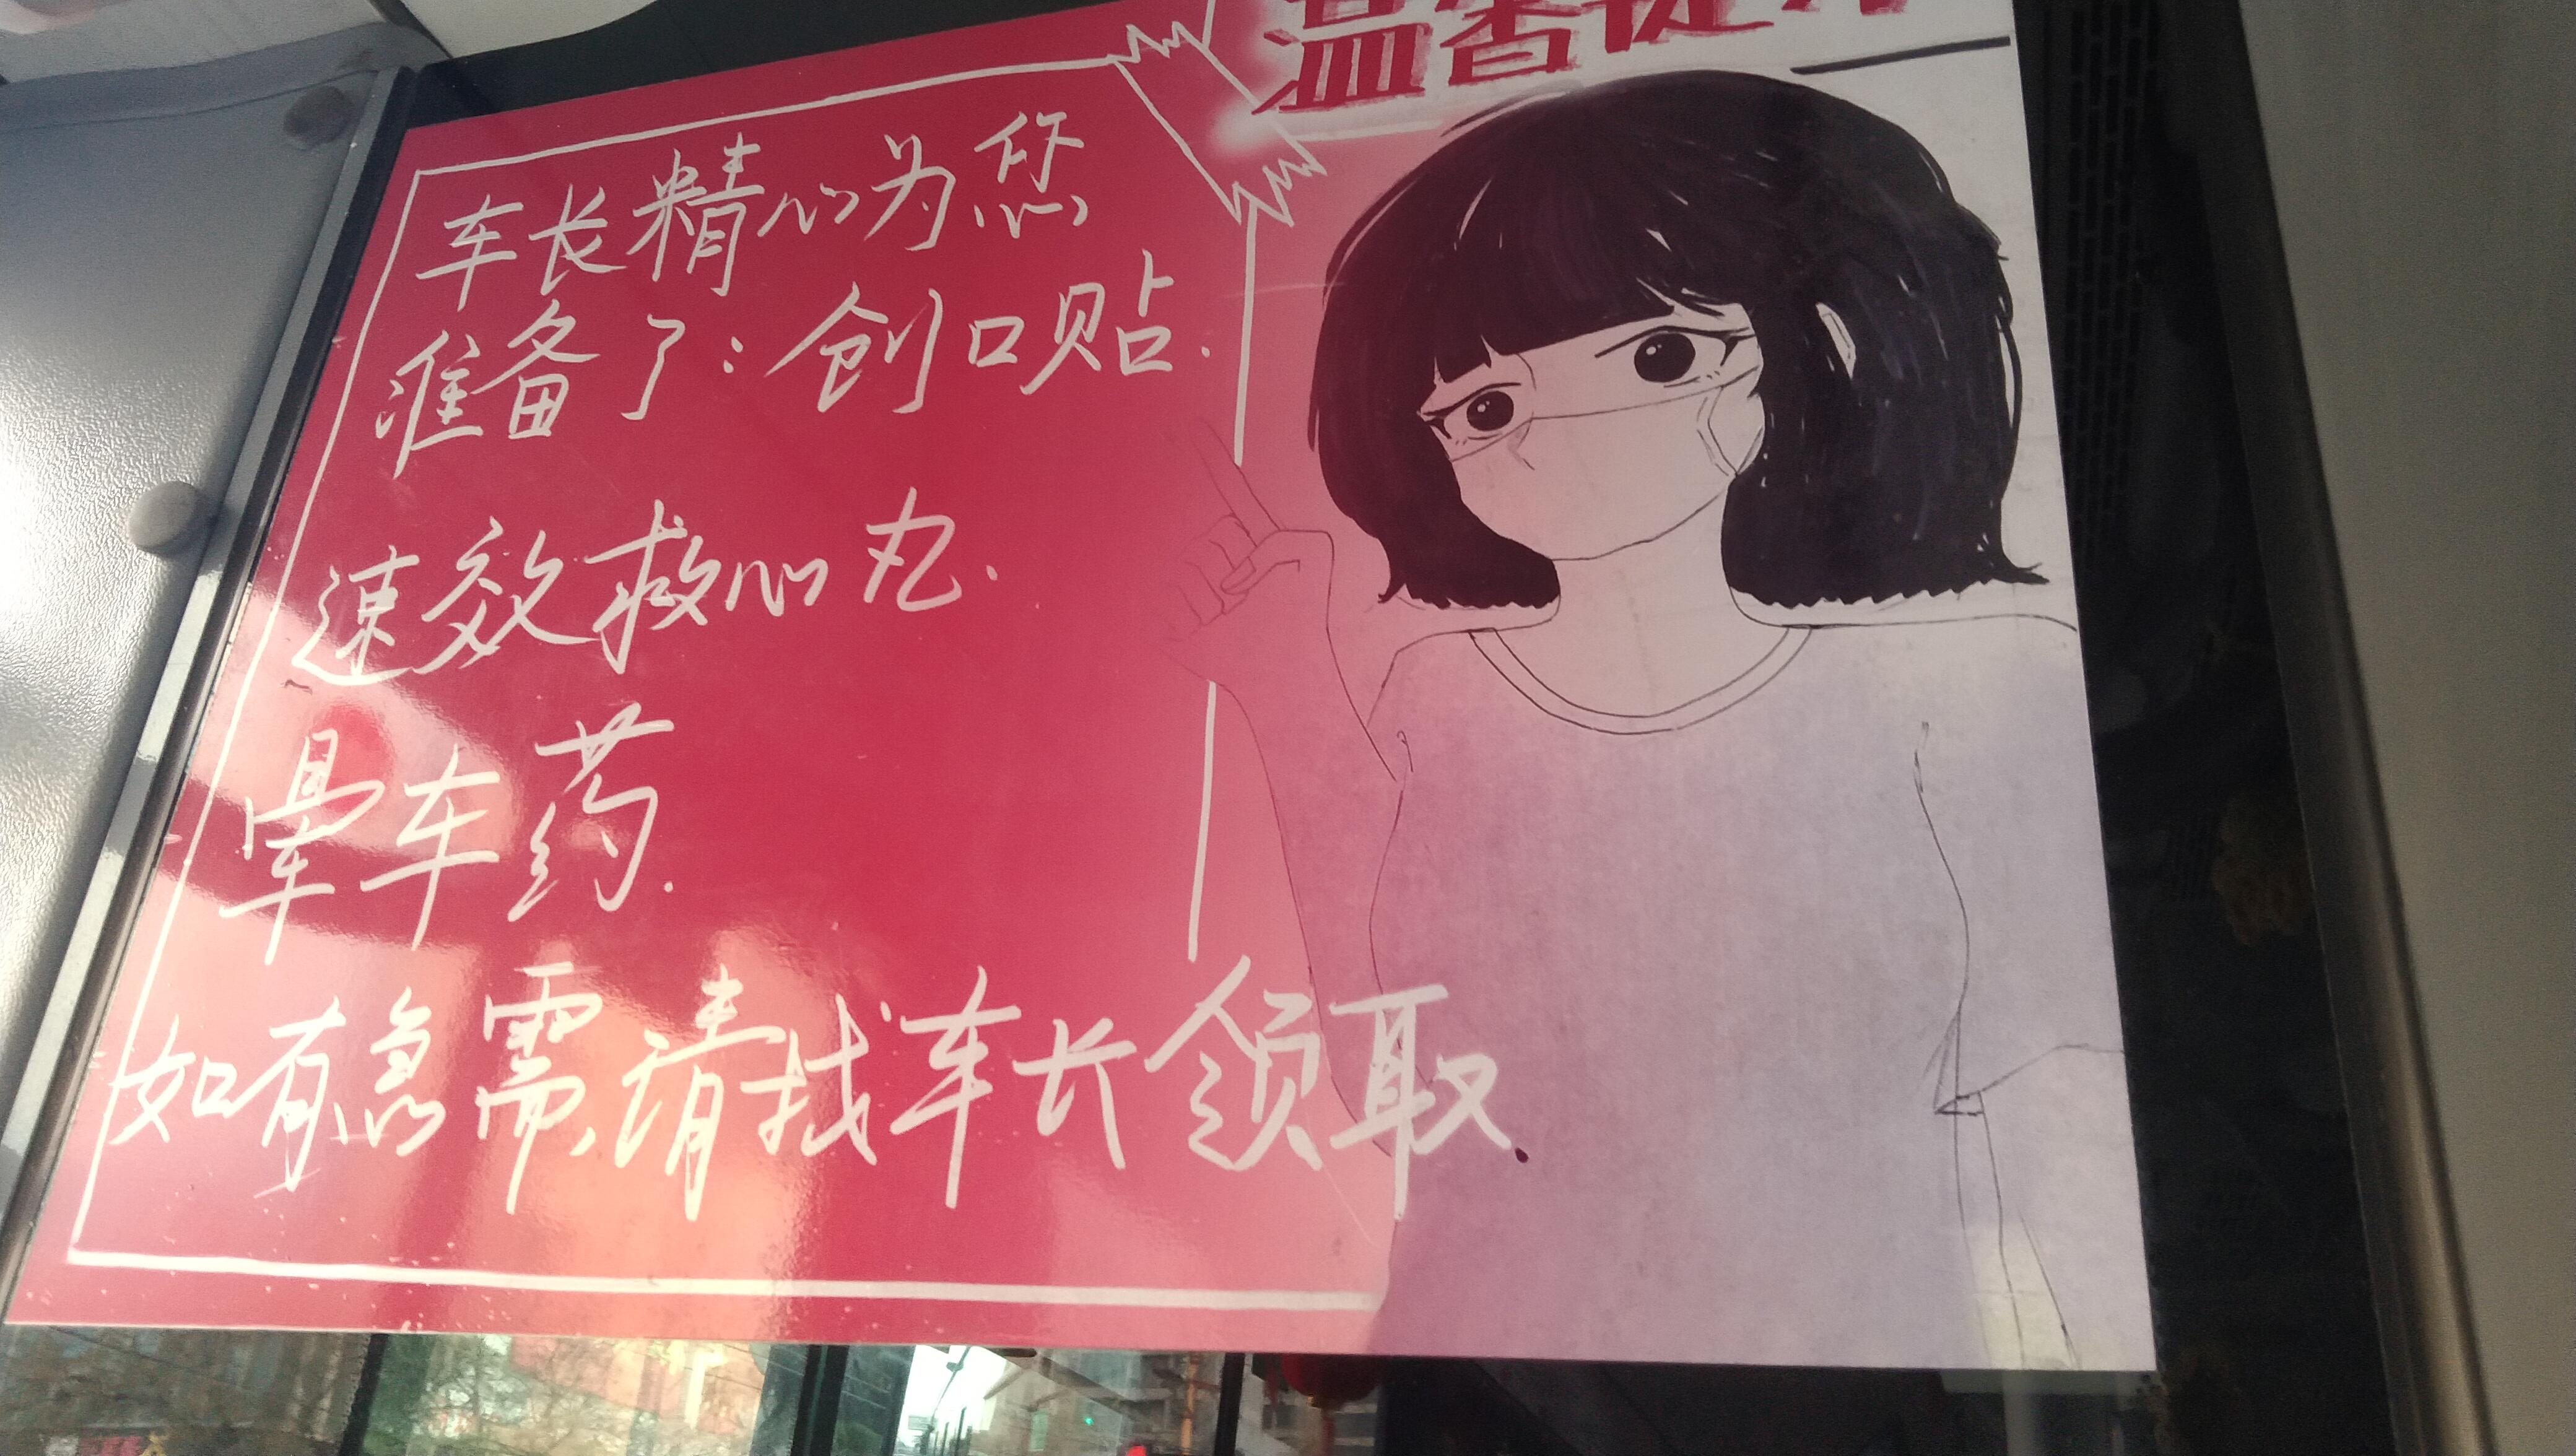 温馨提示
车长精心为您
准备了:创口贴.
速效救心丸.
晕车药.
如有急需,请找车长领取.